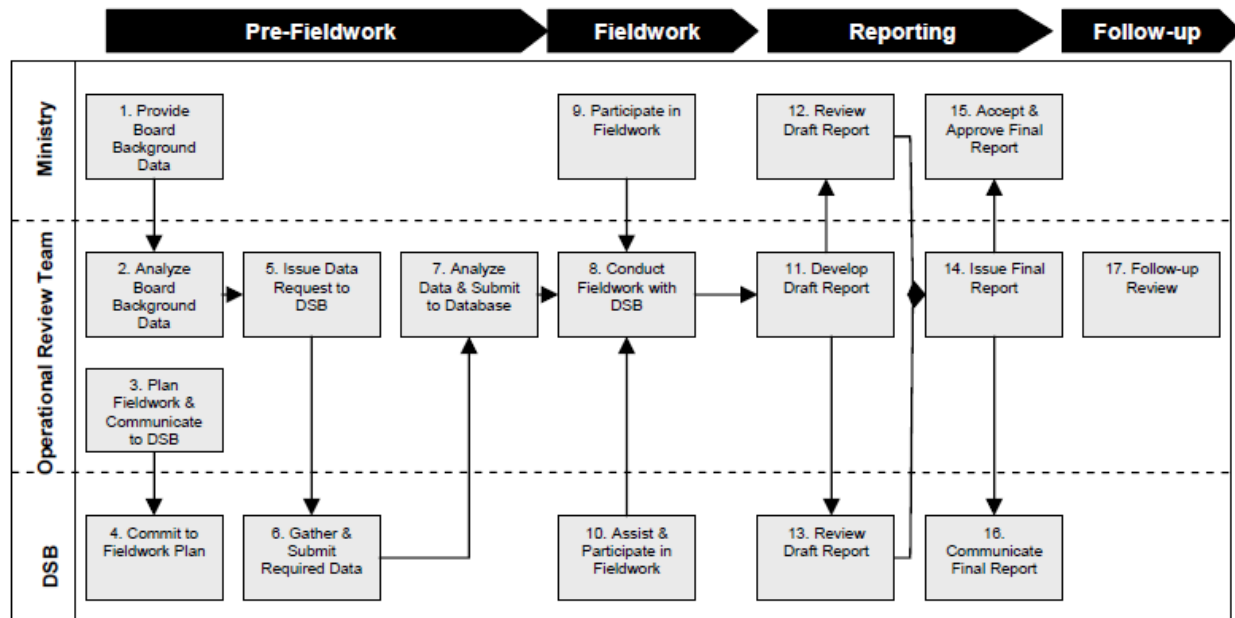 Pre-Fieldwork
Fieldwork
Reporting
Follow-up
Ministry
1. Provide
Board
Background
Data
9. Participate in
Fieldwork
12. Review
Draft Report
15. Accept &
Approve Final
Report
Operational Review Team
2. Analyze
Board
Background
Data
5. Issue Data
Request to
DSB
7. Analyze
Data & Submit
to Database
8. Conduct
Fieldwork with
DSB
11. Develop
Draft Report
14. Issue Final
Report
17. Follow-up
Review
3. Plan
Fieldwork &
Communicate
to DSB
DSB
4. Commit to
Fieldwork Plan
6. Gather &
Submit
Required Data
10. Assist &
Participate in
Fieldwork
13. Review
Draft Report
16.
Communicate
Final Report